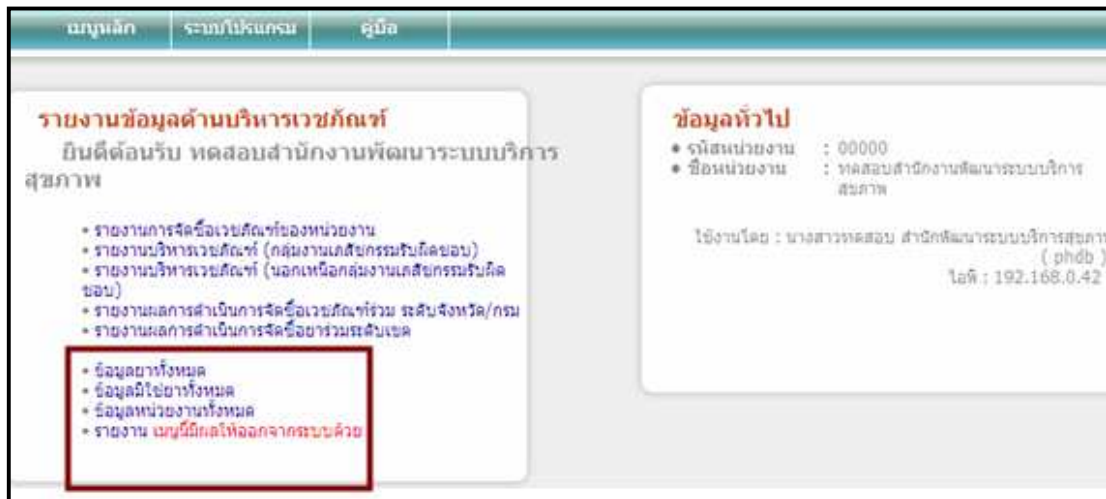 เมนูหลัก ระบบโปรแกรม คู่มือ
รายงานข้อมูลด้านบริหารเวชภัณฑ์
ยินดีต้อนรับ ทดสอบสำนักงานพัฒนาระบบบริการ
สุขภาพ
• รายงานการจัดซื้อเวชภัณฑ์ของหน่วยงาน
• รายงานบริหารเวชภัณฑ์ (กลุ่มงานเภสัชกรรมรับผิดชอบ)
• รายงานบริหารเวชภัณฑ์ (นอกเหนือกลุ่มงานเภสัชกรรมรับผิด
ชอบ)
• รายงานผลการดำเนินการจัดซื้อเวชภัณฑ์ร่วม ระดับจังหวัด/กรม
• รายงานผลการดำเนินการจัดซื้อยาร่วมระดับเขต
• ข้อมูลยาทั้งหมด
• ข้อมูลมิใช่ยาทั้งหมด
• ข้อมูลหน่วยงานทั้งหมด
• รายงาน เมนูนี้มีผลให้ออกจากระบบด้วย
ข้อมูลทั่วไป
• รหัสหน่วยงาน : 00000
• ชื่อหน่วยงาน : ทดสอบสำนักงานพัฒนาระบบบริการ
สุขภาพ
ใช้งานโดย : นางสาวทดสอบ สำนักพัฒนาระบบบริการสุขภาพ
( phdb )
ไอพี : 192.168.0.42